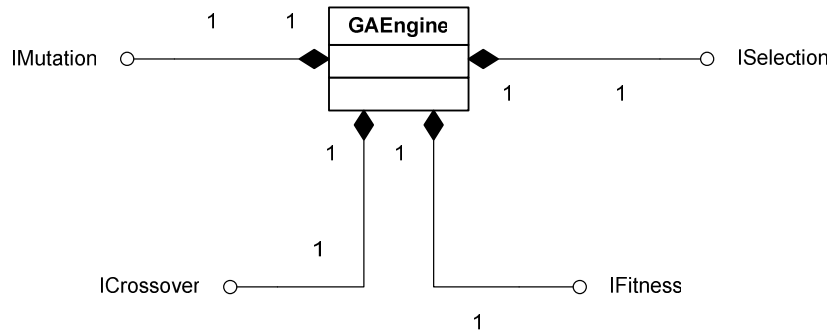 1 1 GAEngine
IMutation ISelection
1 1
1 1
1
ICrossover IFitness
1